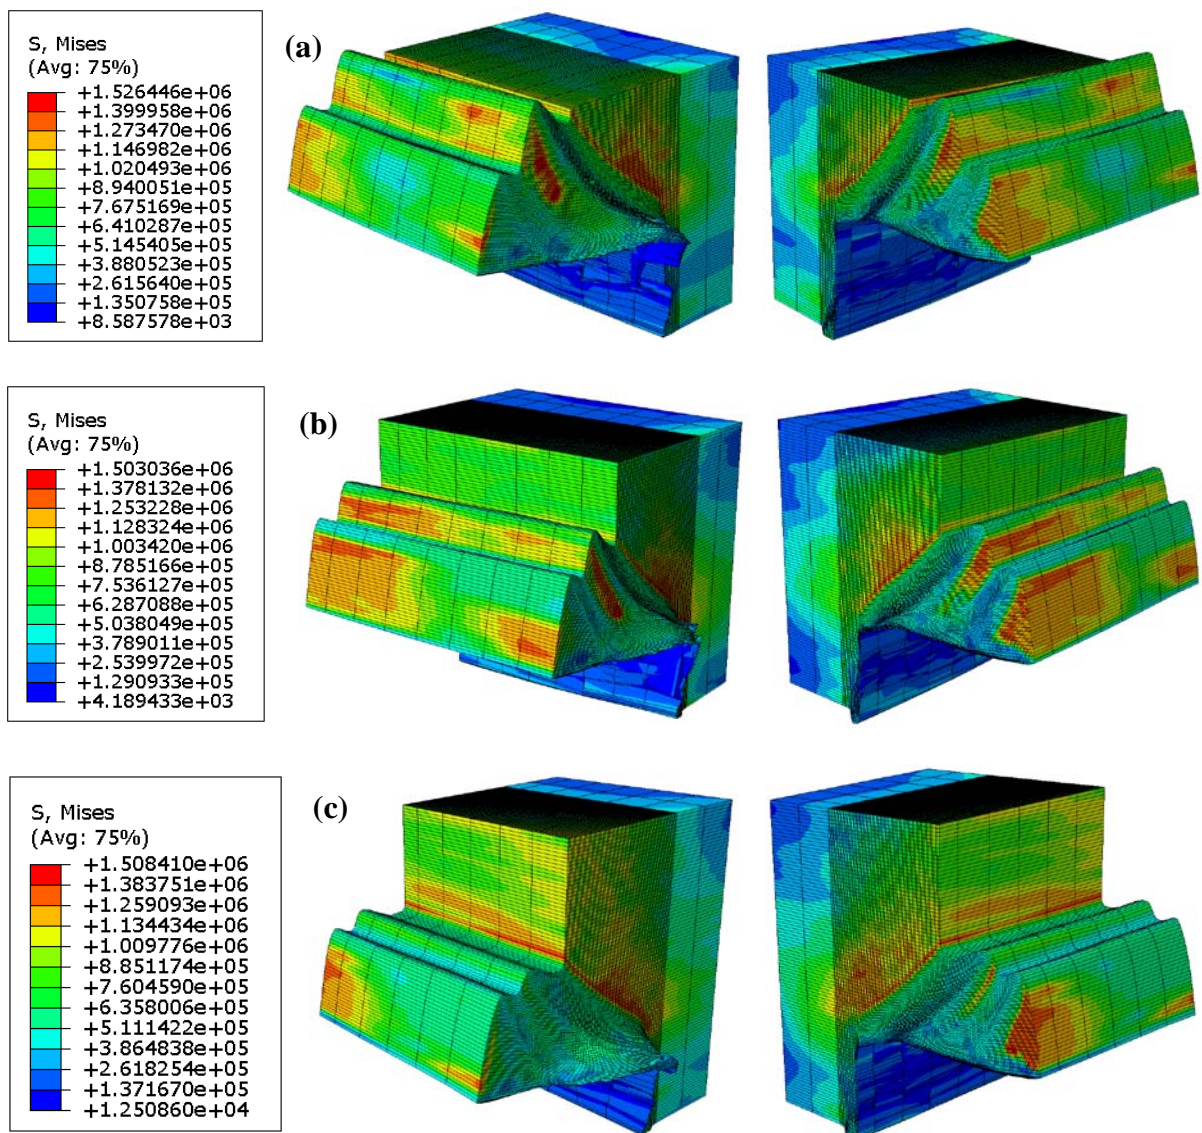 S, Mises
(Avg: 75%)
+1.526446e+06
+1.399958e+06
+1.273470e+06
+1.146982e+06
+1.020493e+06
+8.940051e+05
+7.675169e+05
+6.410287e+05
+5.145405e+05
+3.880523e+05
+2.615640e+05
+1.350758e+05
+8.587578e+03
(a)
S, Mises
(Avg: 75%)
+1.503036e+06
+1.378132e+06
+1.253228e+06
+1.128324e+06
+1.003420e+06
+8.785166e+05
+7.536127e+05
+6.287088e+05
+5.038049e+05
+3.789011e+05
+2.539972e+05
+1.290933e+05
+4.189433e+03
(b)
S, Mises
(Avg: 75%)
+1.508410e+06
+1.383751e+06
+1.259093e+06
+1.134434e+06
+1.009776e+06
+8.851174e+05
+7.604590e+05
+6.358006e+05
+5.111422e+05
+3.864838e+05
+2.618254e+05
+1.371670e+05
+1.250860e+04
(c)